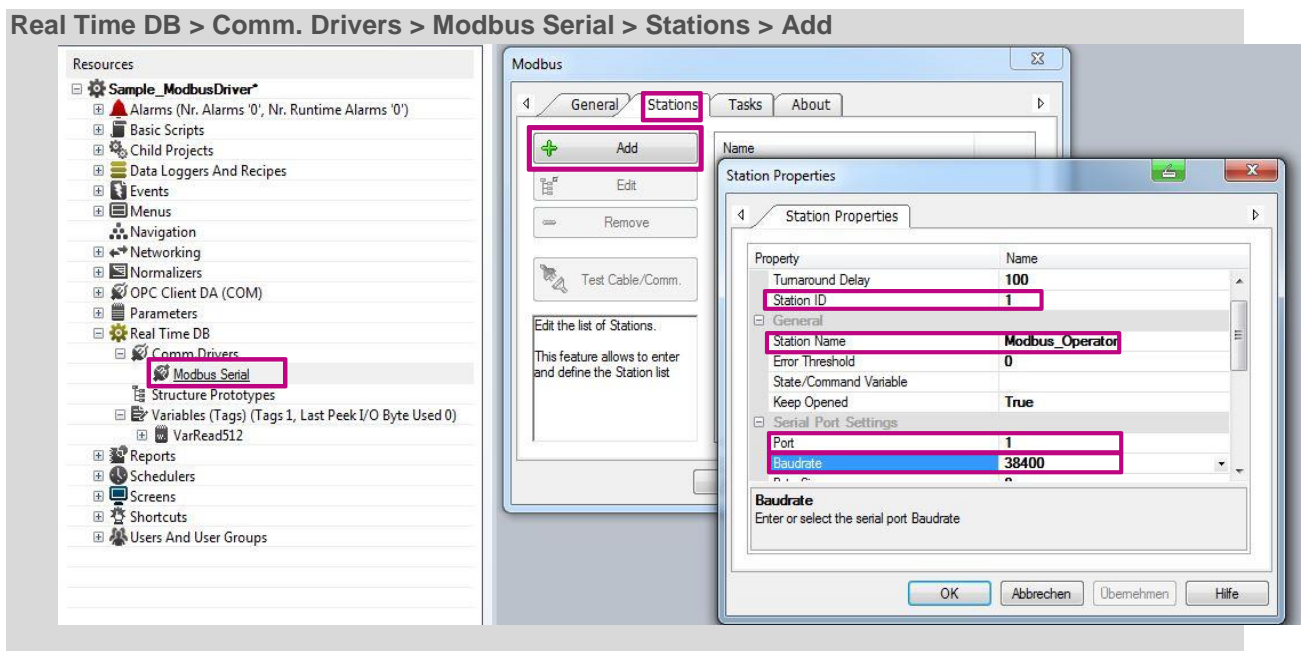 Real Time DB > Comm. Drivers > Modbus Serial > Stations > Add
Resources
Sample_ModbusDriver*
Alarms (Nr. Alarms '0', Nr. Runtime Alarms '0')
Basic Scripts
Child Projects
Data Loggers And Recipes
Events
Menus
Navigation
Networking
Normalizers
OPC Client DA (COM)
Parameters
Real Time DB
Comm.Drivers
Modbus Serial
Structure Prototypes
Variables (Tags) (Tags 1, Last Peek I/O Byte Used 0)
VarRead512
Reports
Schedulers
Screens
Shortcuts
Users And User Groups
Modbus
General Stations Tasks About
Add
Edit
Remove
Test Cable/Comm.
Edit the list of Stations.
This feature allows to enter
and define the Station list
Name
Station Properties
Station Properties
Property Name
Turnaround Delay 100
Station ID 1
General
Station Name Modbus_Operator
Error Threshold 0
State/Command Variable
Keep Opened True
Serial Port Settings
Port 1
Baudrate 38400
Baudrate
Enter or select the serial port Baudrate
OK Abbrechen Übernehmen Hilfe